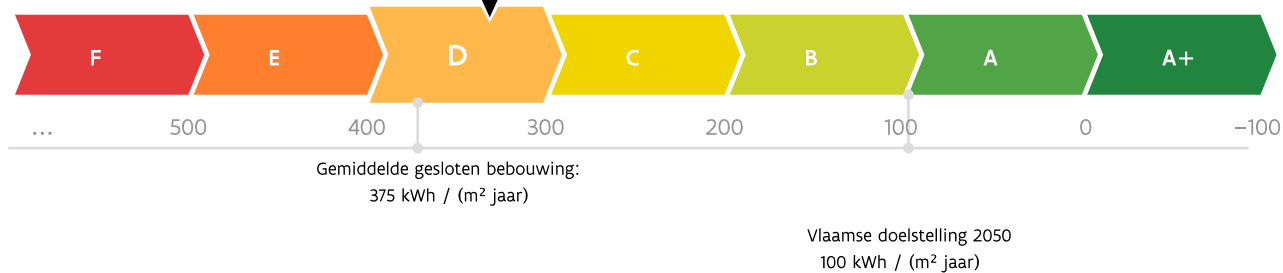 F E D C B A A+
... 500 400 300 200 100 0 −100
Gemiddelde gesloten bebouwing:
375 kWh / (m² jaar)
Vlaamse doelstelling 2050
100 kWh / (m² jaar)